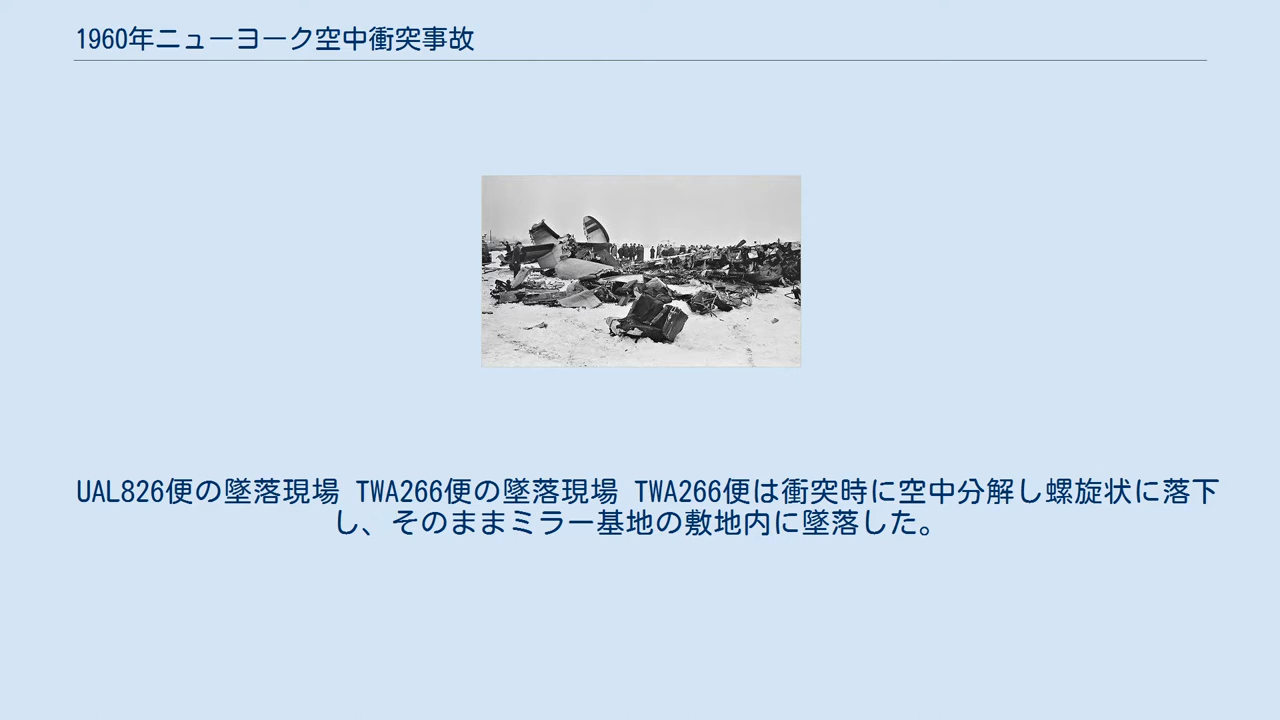 1960年ニューヨーク空中衝突事故
UAL826便の墜落現場 TWA266便の墜落現場 TWA266便は衝突時に空中分解し螺旋状に落下
し、そのままミラー基地の敷地内に墜落した。